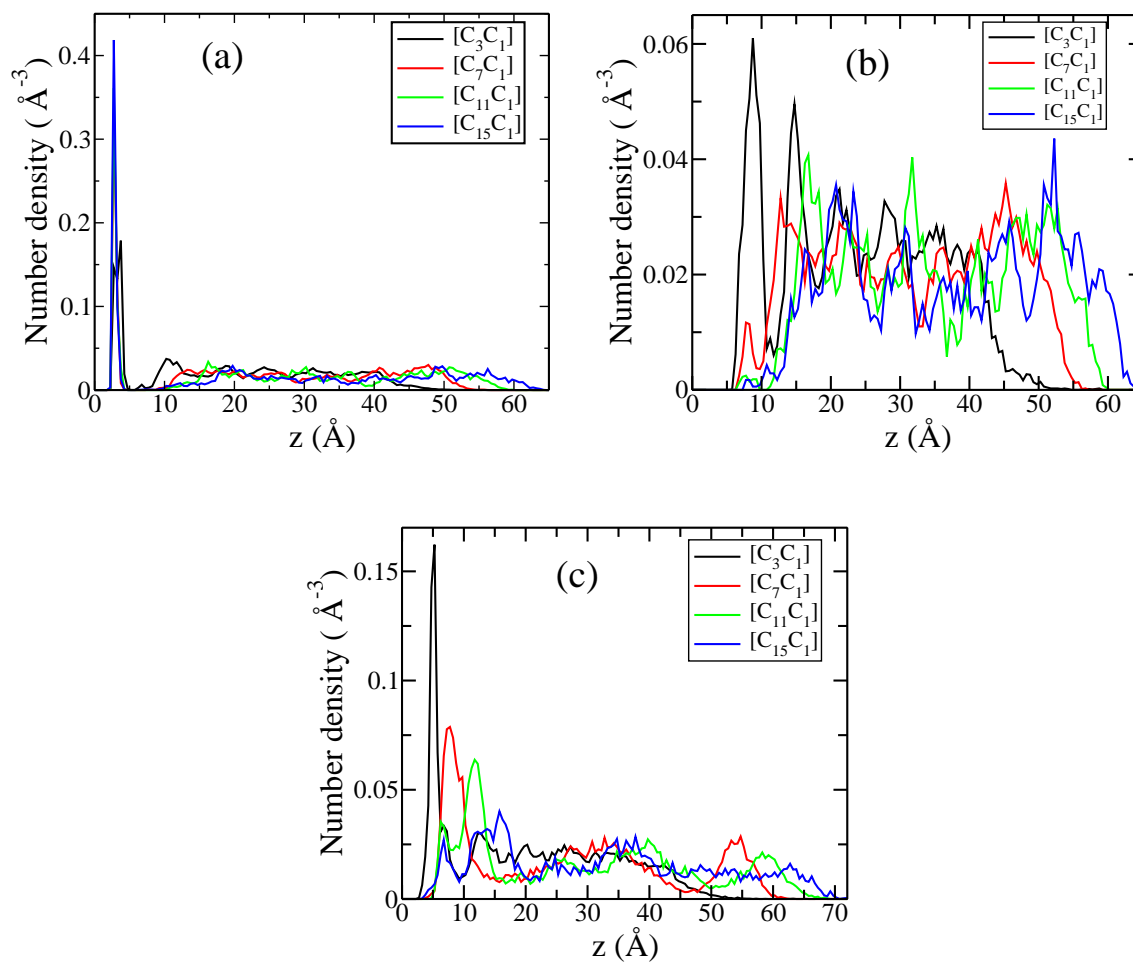 (a)
[C₃C₁]
[C₇C₁]
[C₁₁C₁]
[C₁₅C₁]
Number density ( Å⁻³)
0.4
0.3
0.2
0.1
0
0 10 20 30 40 50 60
z (Å)
(b)
[C₃C₁]
[C₇C₁]
[C₁₁C₁]
[C₁₅C₁]
Number density ( Å⁻³)
0.06
0.04
0.02
0
0 10 20 30 40 50 60
z (Å)
(c)
[C₃C₁]
[C₇C₁]
[C₁₁C₁]
[C₁₅C₁]
Number density ( Å⁻³)
0.15
0.1
0.05
0
0 10 20 30 40 50 60 70
z (Å)